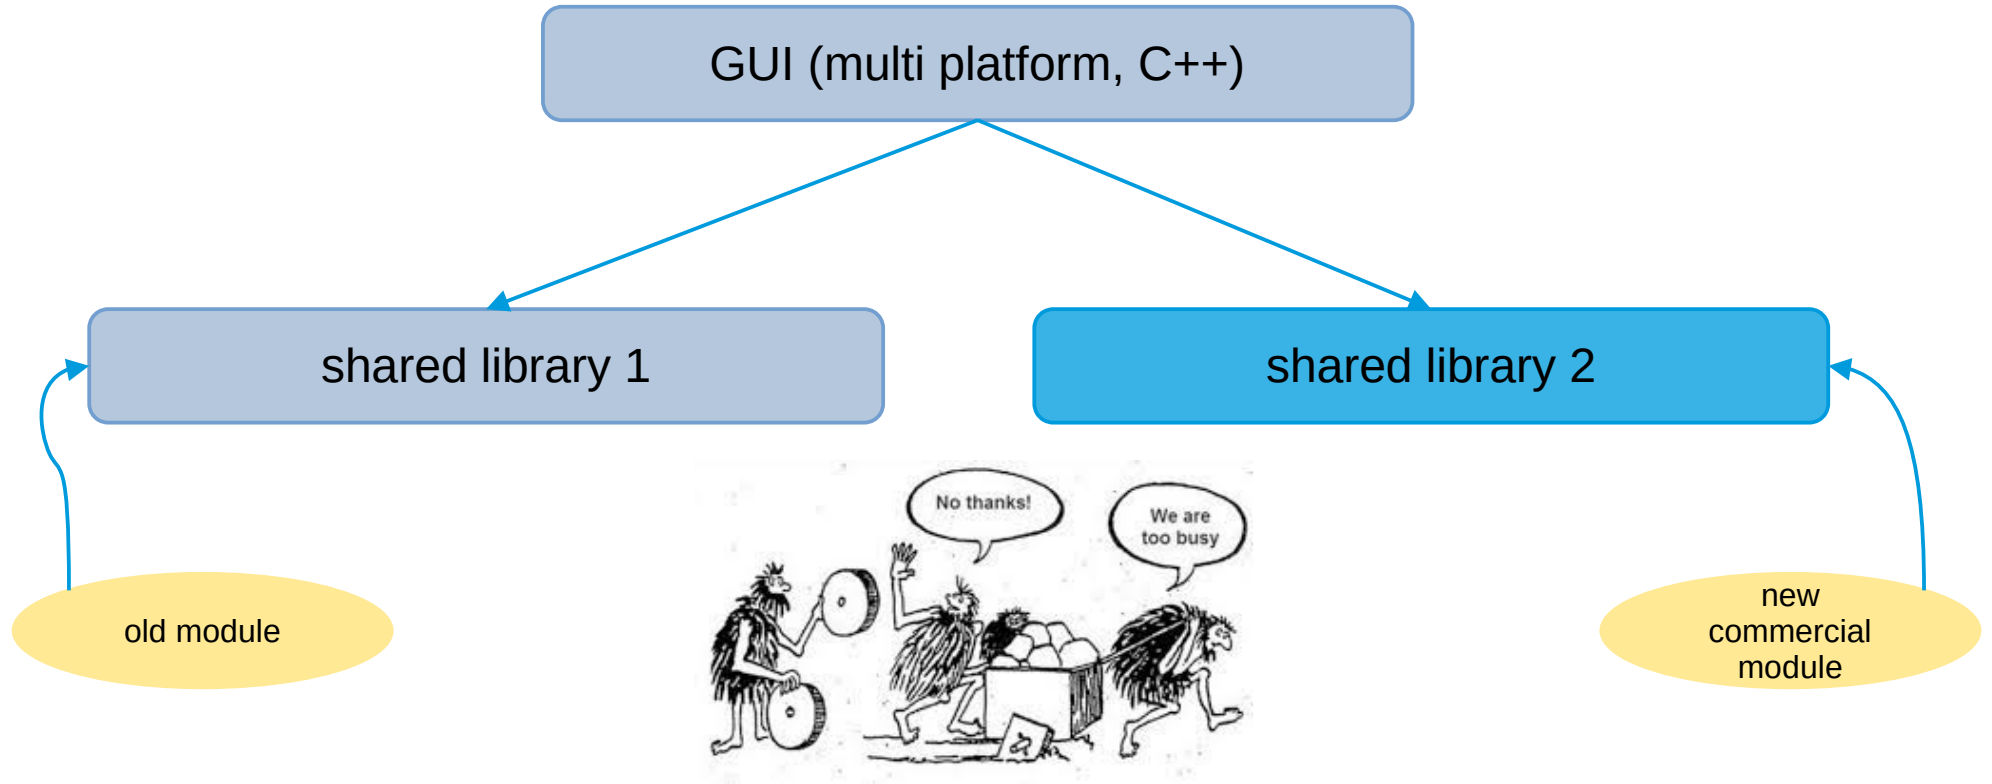 GUI (multi platform, C++)
shared library 1
shared library 2
No thanks!
We are
too busy
old module
new
commercial
module